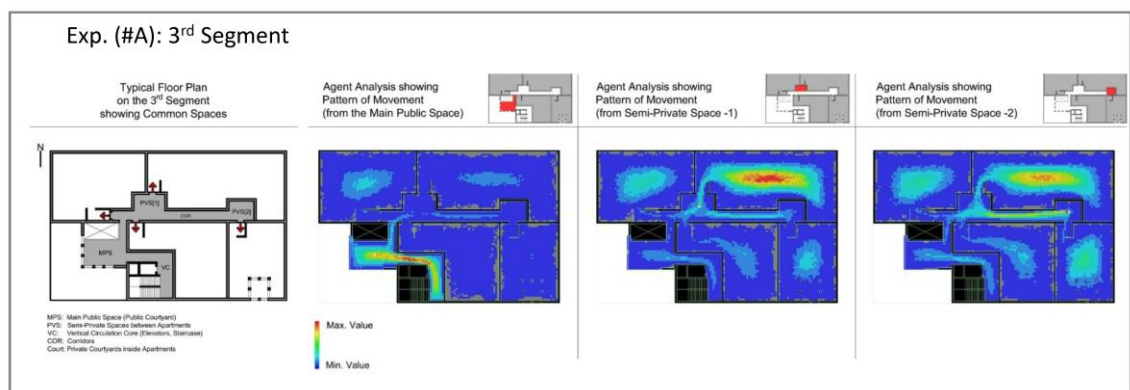 Exp. (#A): 3rd Segment
Typical Floor Plan
on the 3rd Segment
showing Common Spaces
Agent Analysis showing
Pattern of Movement
(from the Main Public Space)
Agent Analysis showing
Pattern of Movement
(from Semi-Private Space -1)
Agent Analysis showing
Pattern of Movement
(from Semi-Private Space -2)
N
PVS[1]
PVS[2]
COR
MPS
VC
MPS: Main Public Space (Public Courtyard)
PVS: Semi-Private Spaces between Apartments
VC: Vertical Circulation Core (Elevators, Staircase)
COR: Corridors
Court: Private Courtyards inside Apartments
Max. Value
Min. Value